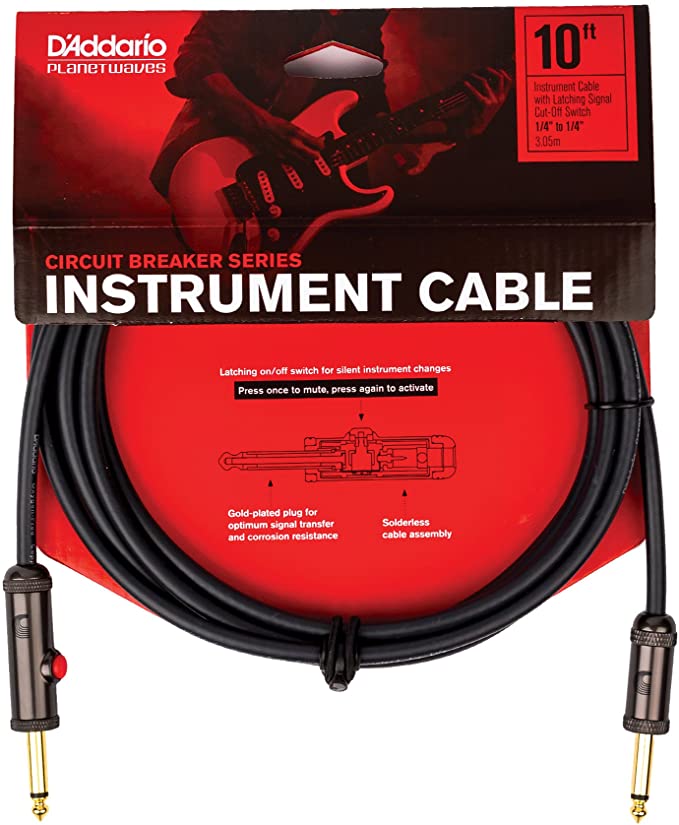 D'Addario
PLANET WAVES
10ft
Instrument Cable
with Latching Signal
Cut-Off Switch
1/4" to 1/4"
3.05m
CIRCUIT BREAKER SERIES
INSTRUMENT CABLE
Latching on/off switch for silent instrument changes
Press once to mute, press again to activate
Gold-plated plug for
optimum signal transfer
and corrosion resistance
Solderless
cable assembly